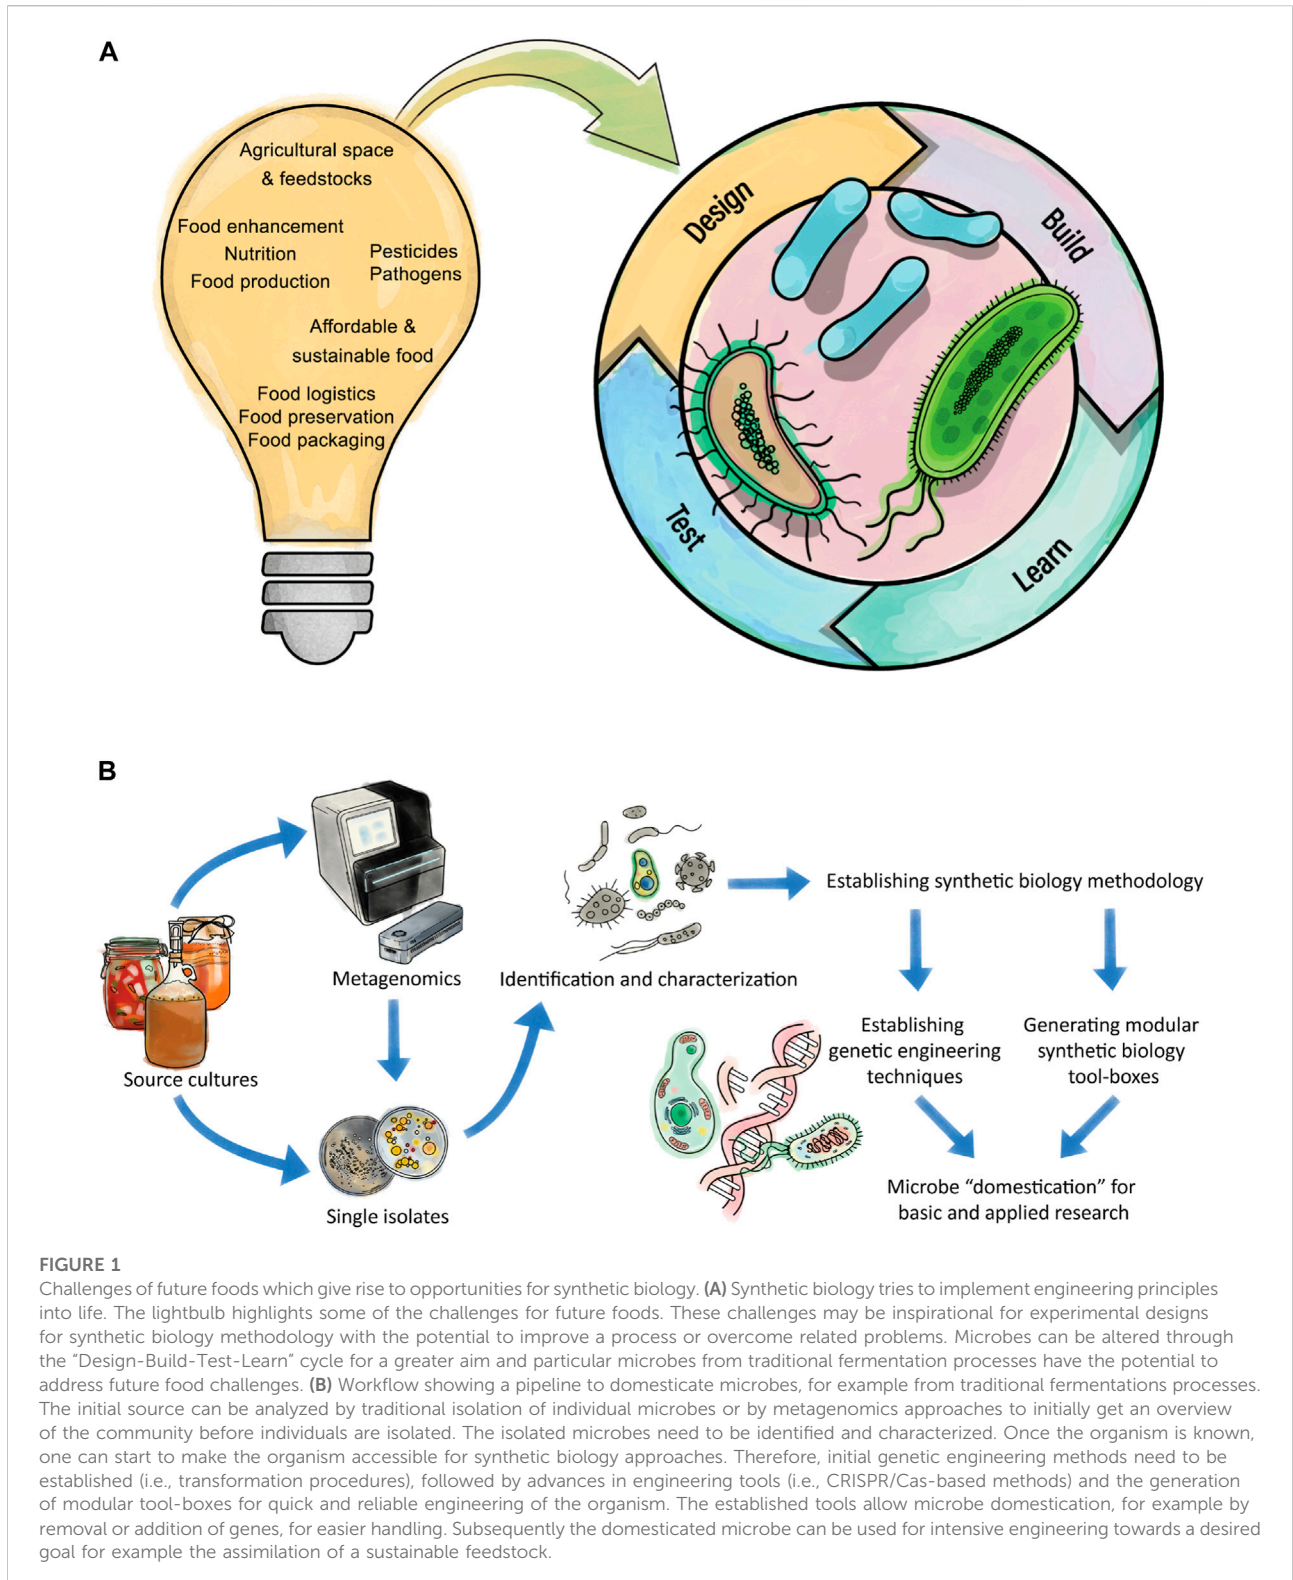 A
Agricultural space
& feedstocks
Food enhancement
Nutrition
Food production
Pesticides
Pathogens
Affordable &
sustainable food
Food logistics
Food preservation
Food packaging
Design
Build
Test
Learn
B
Metagenomics
Source cultures
Single isolates
Identification and characterization
Establishing synthetic biology methodology
Establishing
genetic engineering
techniques
Generating modular
synthetic biology
tool-boxes
Microbe “domestication” for
basic and applied research
FIGURE 1
Challenges of future foods which give rise to opportunities for synthetic biology. (A) Synthetic biology tries to implement engineering principles
into life. The lightbulb highlights some of the challenges for future foods. These challenges may be inspirational for experimental designs
for synthetic biology methodology with the potential to improve a process or overcome related problems. Microbes can be altered through
the “Design-Build-Test-Learn” cycle for a greater aim and particular microbes from traditional fermentation processes have the potential to
address future food challenges. (B) Workflow showing a pipeline to domesticate microbes, for example from traditional fermentations processes.
The initial source can be analyzed by traditional isolation of individual microbes or by metagenomics approaches to initially get an overview
of the community before individuals are isolated. The isolated microbes need to be identified and characterized. Once the organism is known,
one can start to make the organism accessible for synthetic biology approaches. Therefore, initial genetic engineering methods need to be
established (i.e., transformation procedures), followed by advances in engineering tools (i.e., CRISPR/Cas-based methods) and the generation
of modular tool-boxes for quick and reliable engineering of the organism. The established tools allow microbe domestication, for example by
removal or addition of genes, for easier handling. Subsequently the domesticated microbe can be used for intensive engineering towards a desired
goal for example the assimilation of a sustainable feedstock.